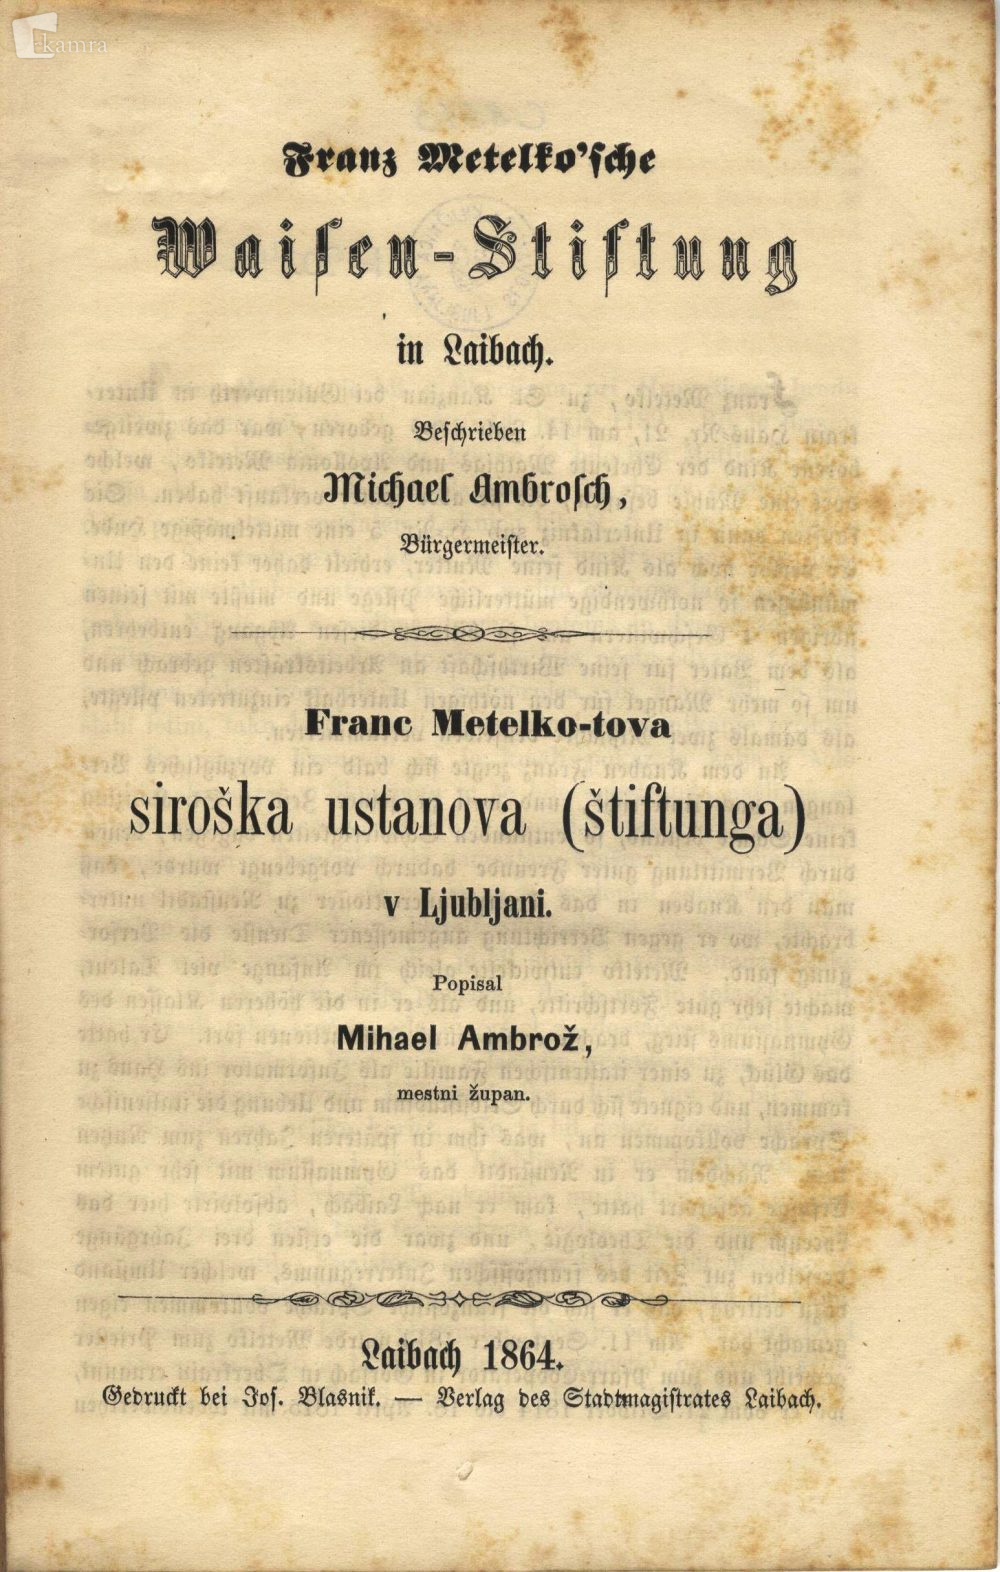 kamra
Franz Metelko'sche
Waisen-Stiftung
in Laibach.
Beschrieben
Michael Ambrosch,
Bürgermeister.
Franc Metelko-tova
siroška ustanova (štiftunga)
v Ljubljani.
Popisal
Mihael Ambrož,
mestni župan.
Laibach 1864.
Gedruckt bei Jos. Blasnik. — Verlag des Stadtmagistrates Laibach.